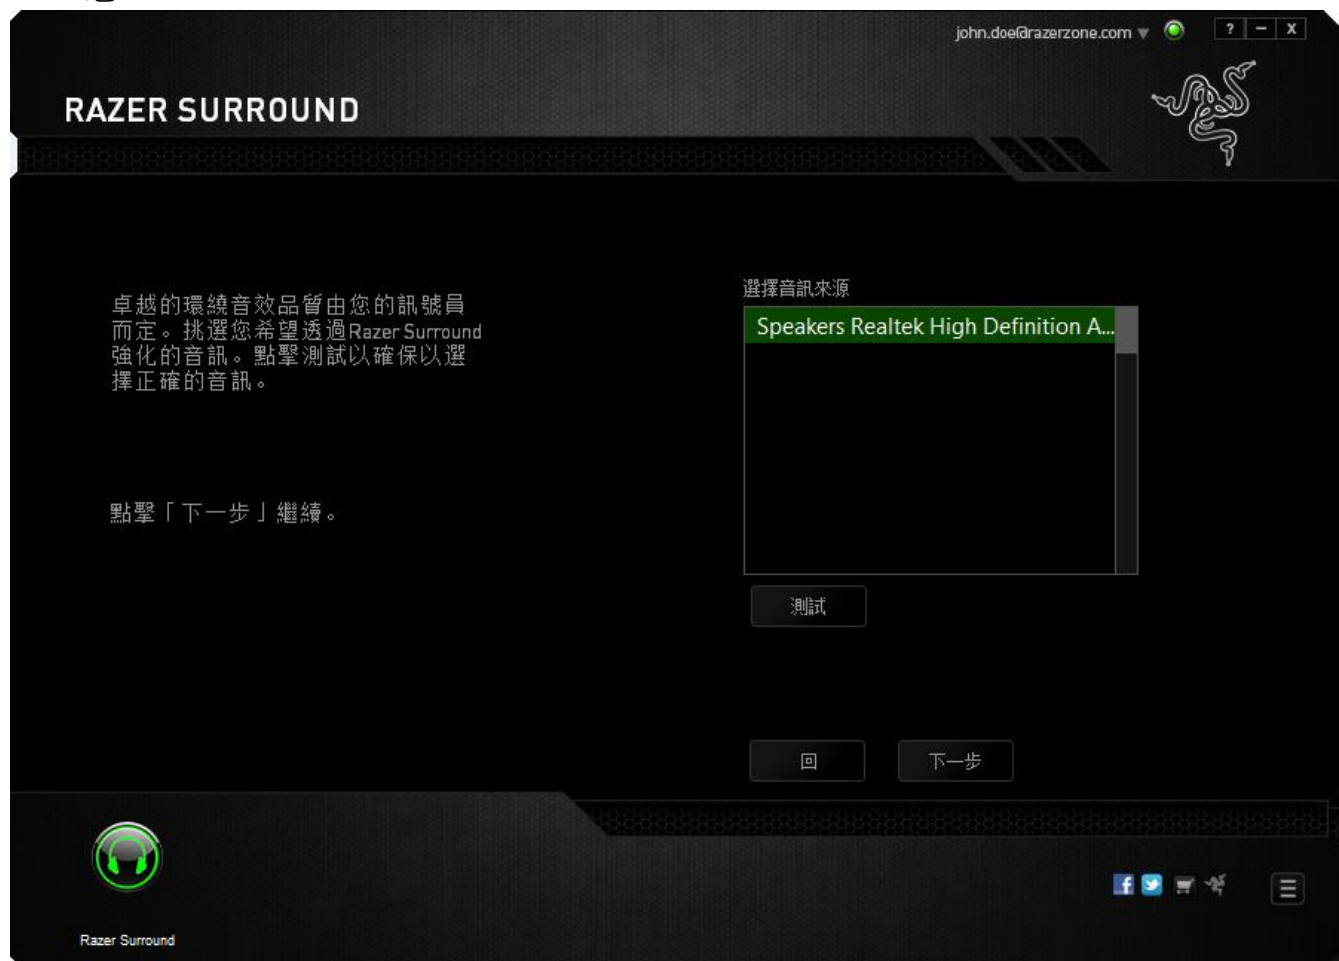 john.doe@razerzone.com
? – X
RAZER SURROUND
卓越的環繞音效品質由您的訊號員
而定。挑選您希望透過Razer Surround
強化的音訊。點擊測試以確保以選
擇正確的音訊。
點擊「下一步」繼續。
選擇音訊來源
Speakers Realtek High Definition A...
測試
回
下一步
Razer Surround